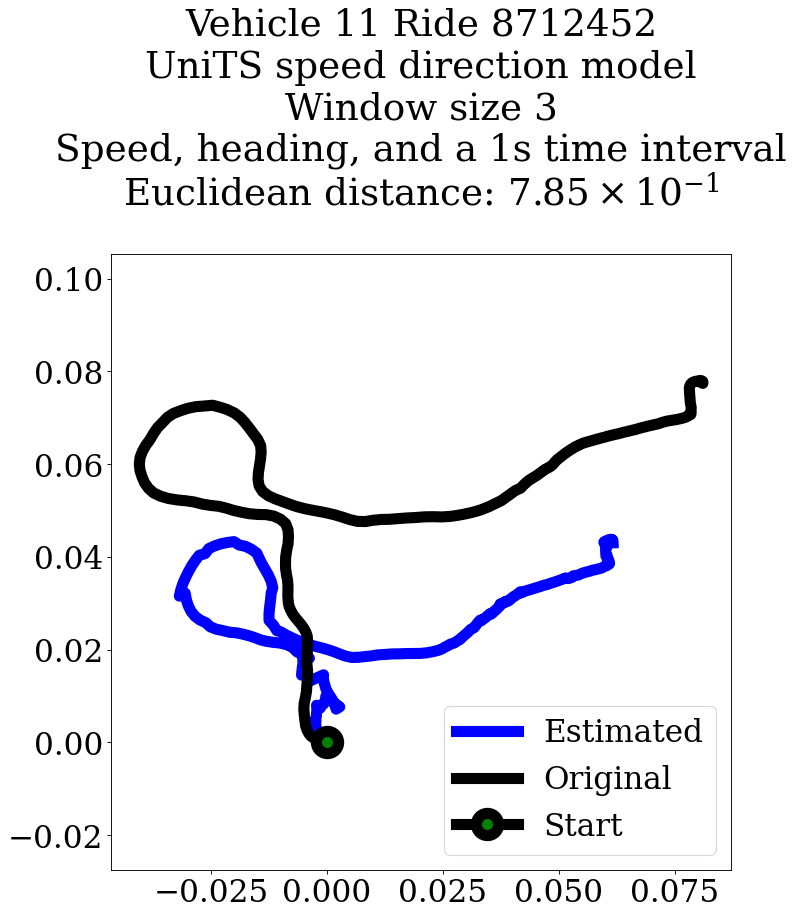 Vehicle 11 Ride 8712452
UniTS speed direction model
Window size 3
Speed, heading, and a 1s time interval
Euclidean distance: 7.85 × 10⁻¹
0.10
0.08
0.06
0.04
0.02
0.00
−0.02
Estimated
Original
Start
−0.025 0.000 0.025 0.050 0.075